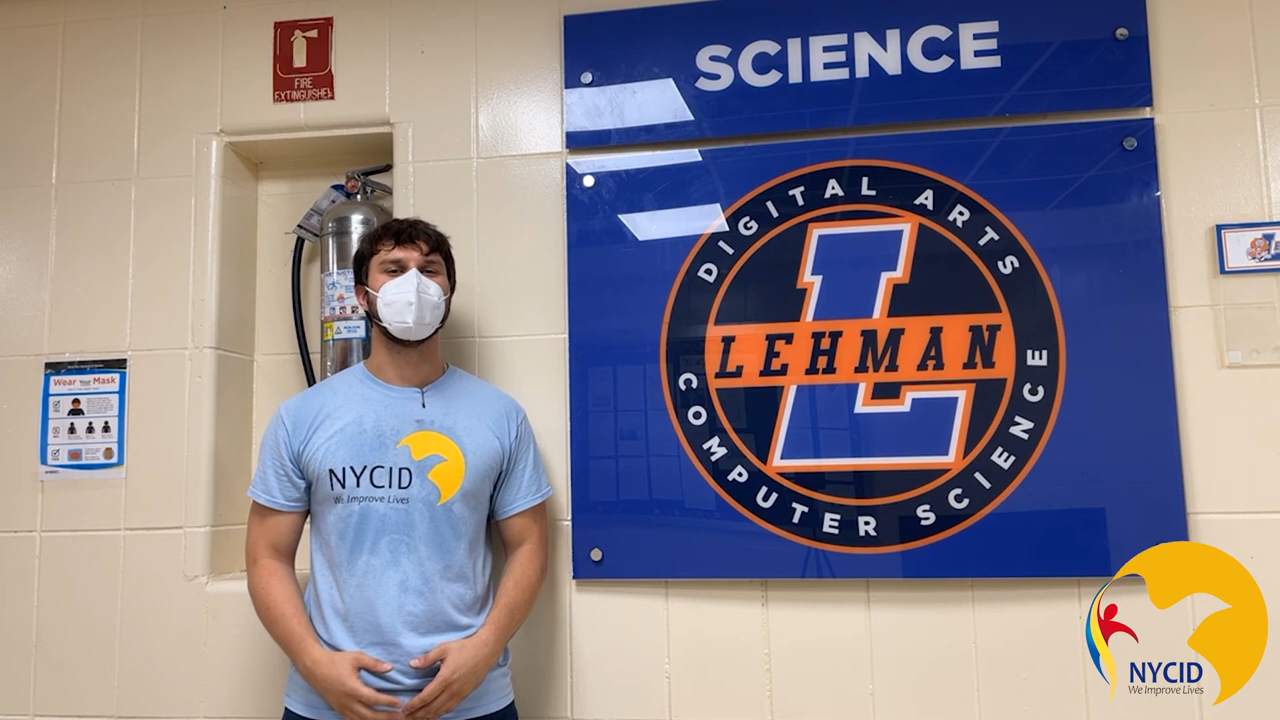 FIRE
EXTINGUISHER
SCIENCE
DIGITAL ARTS
LEHMAN
COMPUTER SCIENCE
Wear Your Mask
NYCID
We Improve Lives
NYCID
We Improve Lives